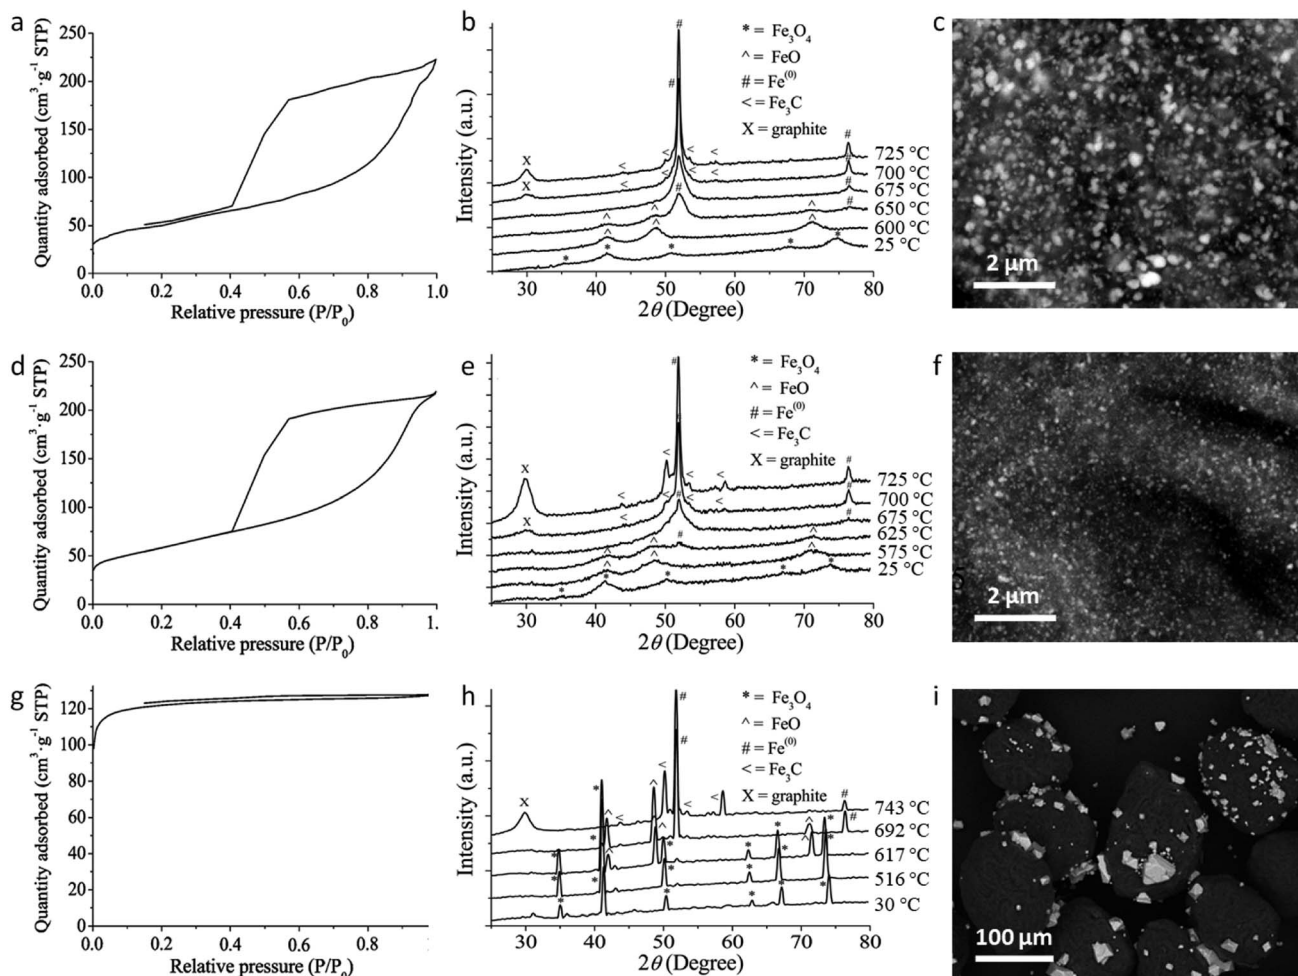 a
Quantity adsorbed (cm³·g⁻¹ STP)
250
200
150
100
50
0
0.0 0.2 0.4 0.6 0.8 1.0
Relative pressure (P/P₀)
b
Intensity (a.u.)
* = Fe₃O₄
^ = FeO
# = Fe⁽⁰⁾
< = Fe₃C
X = graphite
# # # # # #
< < < < <
X
X
^ ^ ^ ^ ^ ^
* * * * *
725 °C
700 °C
675 °C
650 °C
600 °C
25 °C
30 40 50 60 70 80
2θ (Degree)
c
2 μm
d
Quantity adsorbed (cm³·g⁻¹ STP)
250
200
150
100
50
0
0.0 0.2 0.4 0.6 0.8 1.
Relative pressure (P/P₀)
e
Intensity (a.u.)
* = Fe₃O₄
^ = FeO
# = Fe⁽⁰⁾
< = Fe₃C
X = graphite
X
X
725 °C
700 °C
675 °C
625 °C
575 °C
25 °C
30 40 50 60 70 80
2θ (Degree)
f
2 μm
g
Quantity adsorbed (cm³·g⁻¹ STP)
120
100
80
60
40
20
0
0.0 0.2 0.4 0.6 0.8 1.0
Relative pressure (P/P₀)
h
Intensity (a.u.)
* = Fe₃O₄
^ = FeO
# = Fe⁽⁰⁾
< = Fe₃C
X = graphite
X
743 °C
692 °C
617 °C
516 °C
30 °C
30 40 50 60 70 80
2θ (Degree)
i
100 μm